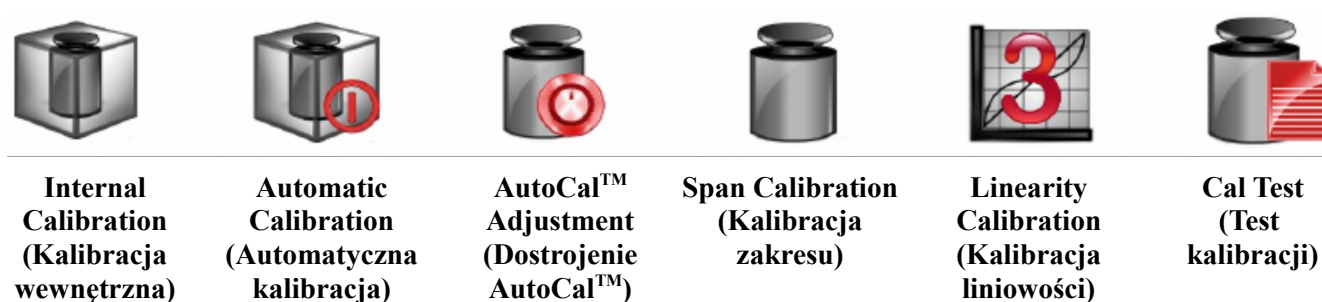 3
Internal
Calibration
(Kalibracja
wewnętrzna)
Automatic
Calibration
(Automatyczna
kalibracja)
AutoCal™
Adjustment
(Dostrojenie
AutoCal™)
Span Calibration
(Kalibracja
zakresu)
Linearity
Calibration
(Kalibracja
liniowości)
Cal Test
(Test
kalibracji)